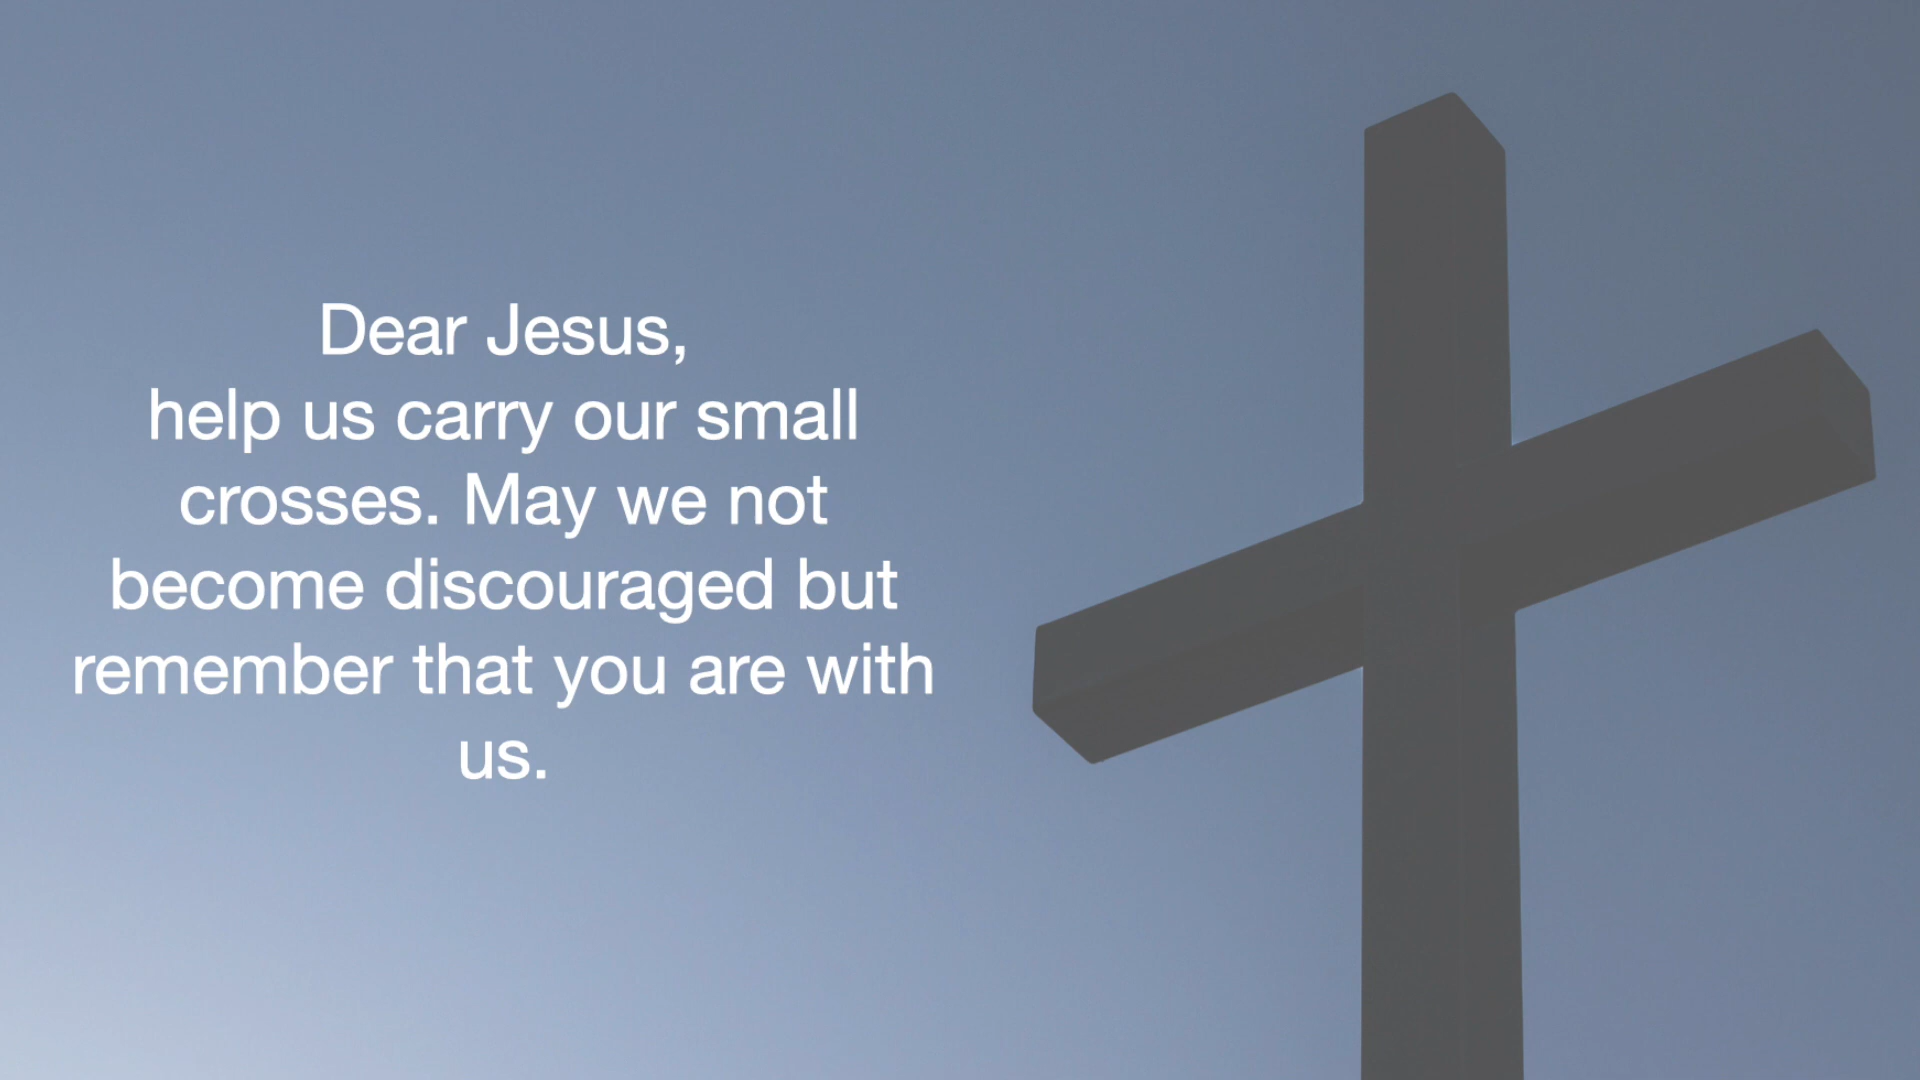 Dear Jesus,
help us carry our small
crosses. May we not
become discouraged but
remember that you are with
us.